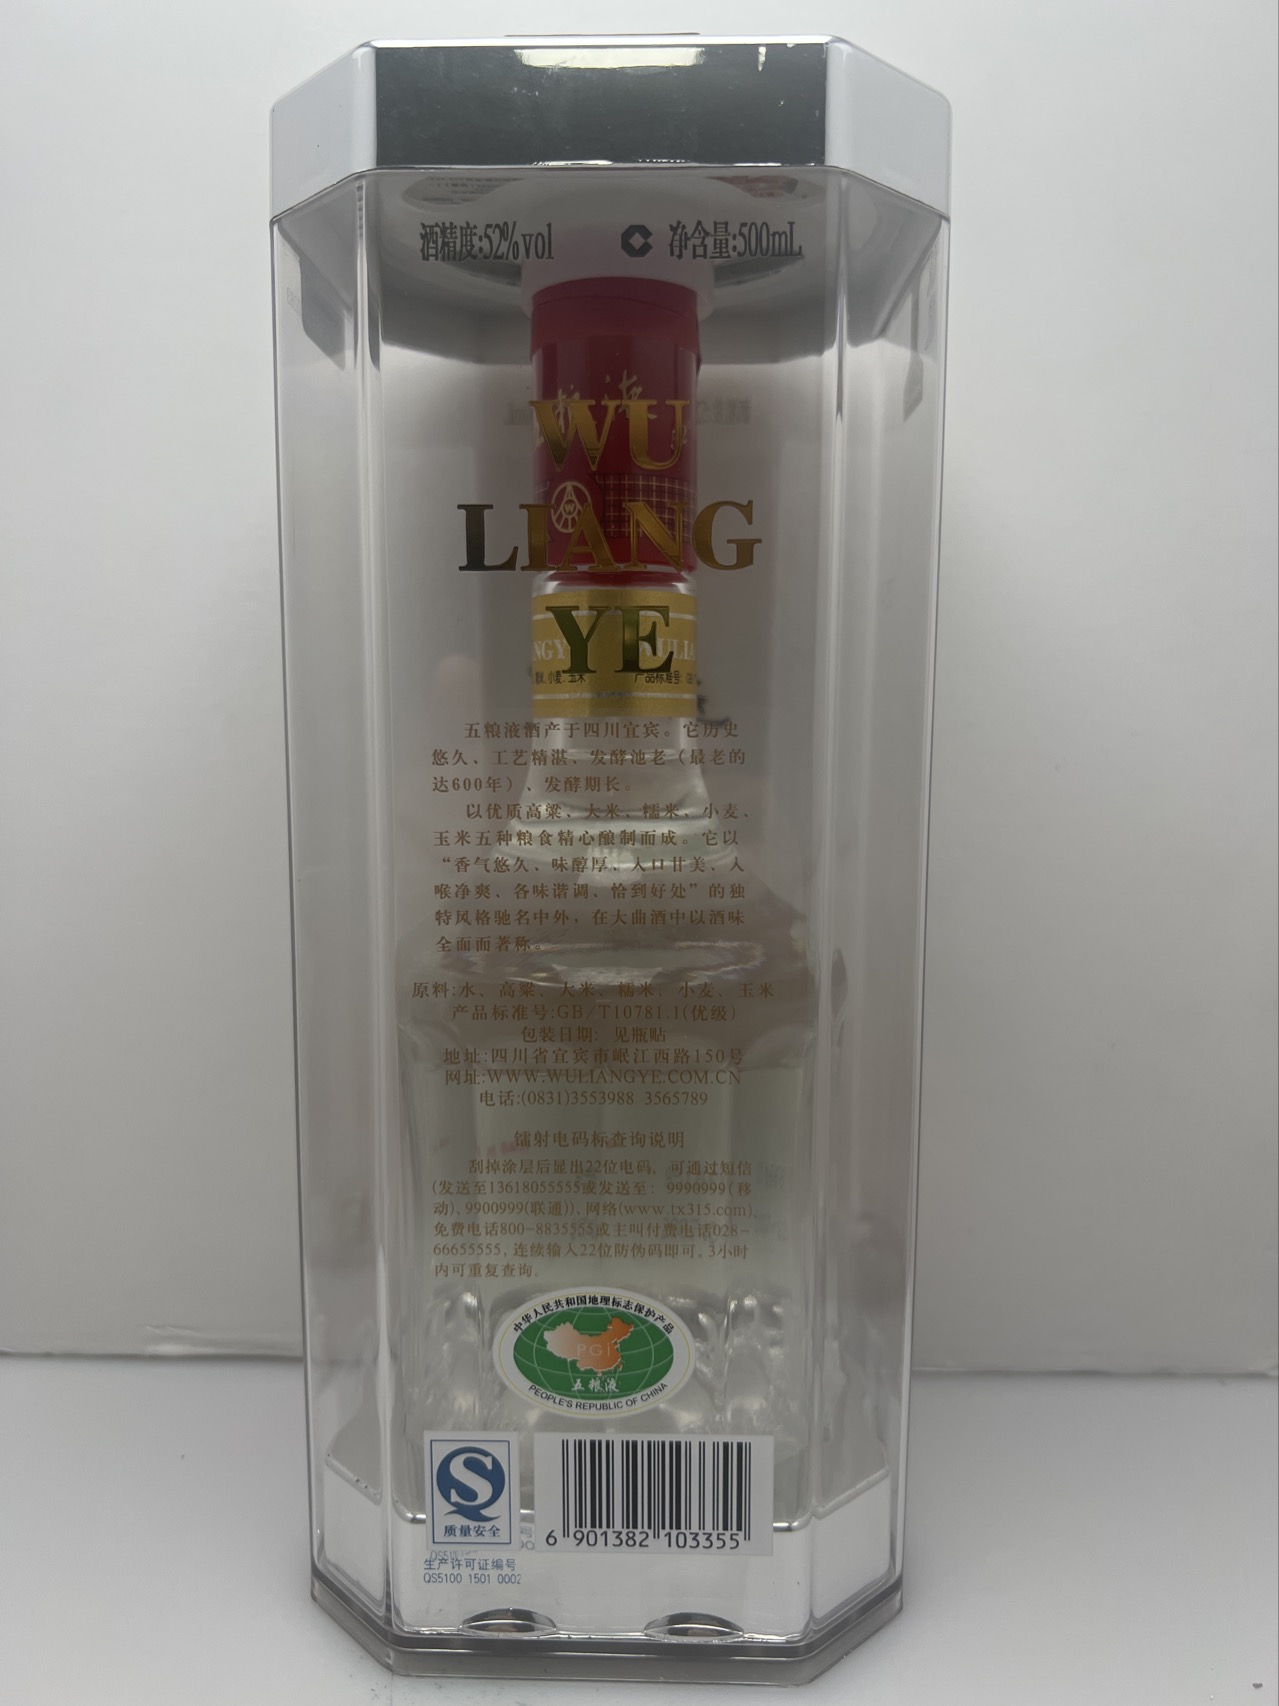 酒精度:52%vol 净含量:500mL
WU
LIANG
YE
五粮液酒产于四川宜宾。它历史
悠久、工艺精湛、发酵池老（最老的
达600年）、发酵期长。
以优质高粱、大米、糯米、小麦、
玉米五种粮食精心酿制而成。它以
“香气悠久、味醇厚、入口甘美、入
喉净爽、各味谐调、恰到好处”的独
特风格驰名中外，在大曲酒中以酒味
全面而著称。
原料:水、高粱、大米、糯米、小麦、玉米
产品标准号:GB/T10781.1(优级)
包装日期: 见瓶贴
地址:四川省宜宾市岷江西路150号
网址:WWW.WULIANGYE.COM.CN
电话:(0831)3553988 3565789
镭射电码标查询说明
刮掉涂层后显出22位电码，可通过短信
(发送至13618055555或发送至: 9990999(移
动), 9900999(联通)), 网络(www.tx315.com),
免费电话800-8835555或主叫付费电话028-
66655555, 连续输入22位防伪码即可。3小时
内可重复查询。
中华人民共和国地理标志保护产品
PGI
五粮液
PEOPLE'S REPUBLIC OF CHINA
质量安全
生产许可证编号
QS5100 1501 0002
6 901382 103355